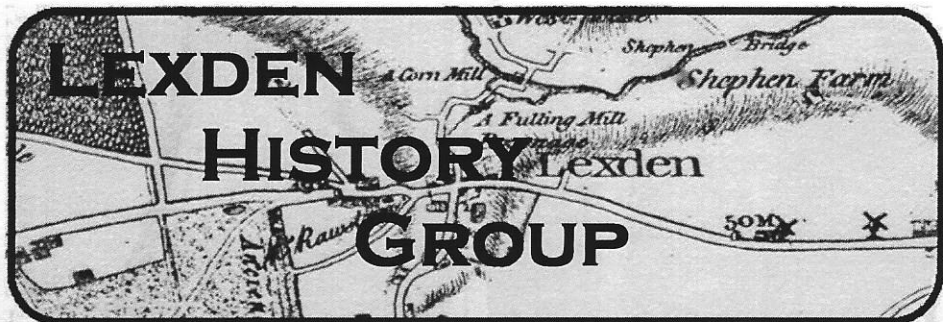 LEXDEN
HISTORY
GROUP
A Corn Mill
Shephen Bridge
Shephen Farm
A Fulling Mill
Lexden
50M